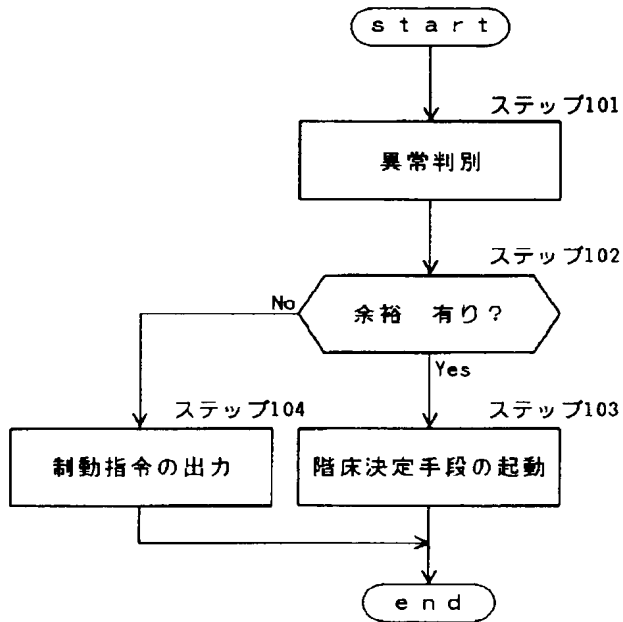 start
ステップ101
異常判別
ステップ102
余裕 有り?
No
Yes
ステップ104
ステップ103
制動指令の出力
階床決定手段の起動
end